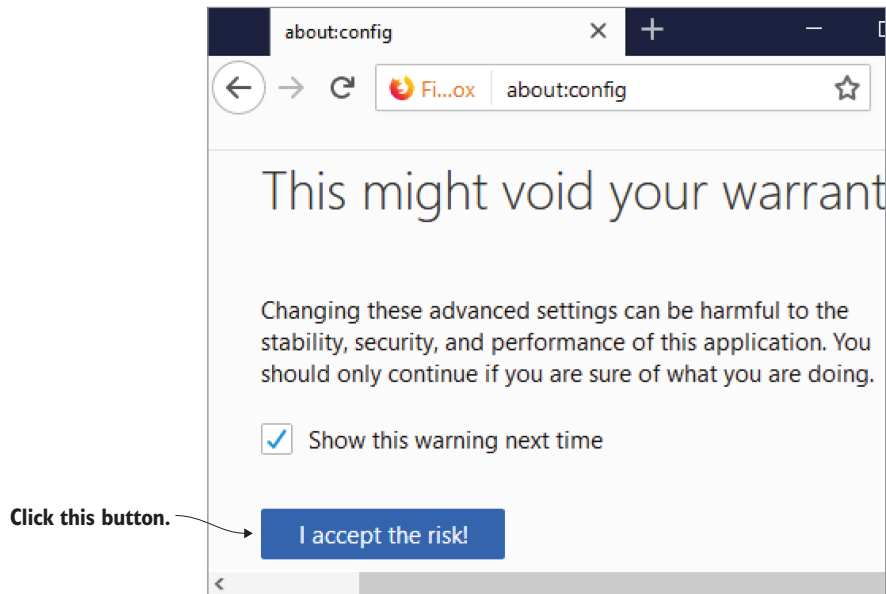 about:config
Fi...ox about:config
This might void your warrant
Changing these advanced settings can be harmful to the
stability, security, and performance of this application. You
should only continue if you are sure of what you are doing.
Show this warning next time
Click this button.
I accept the risk!